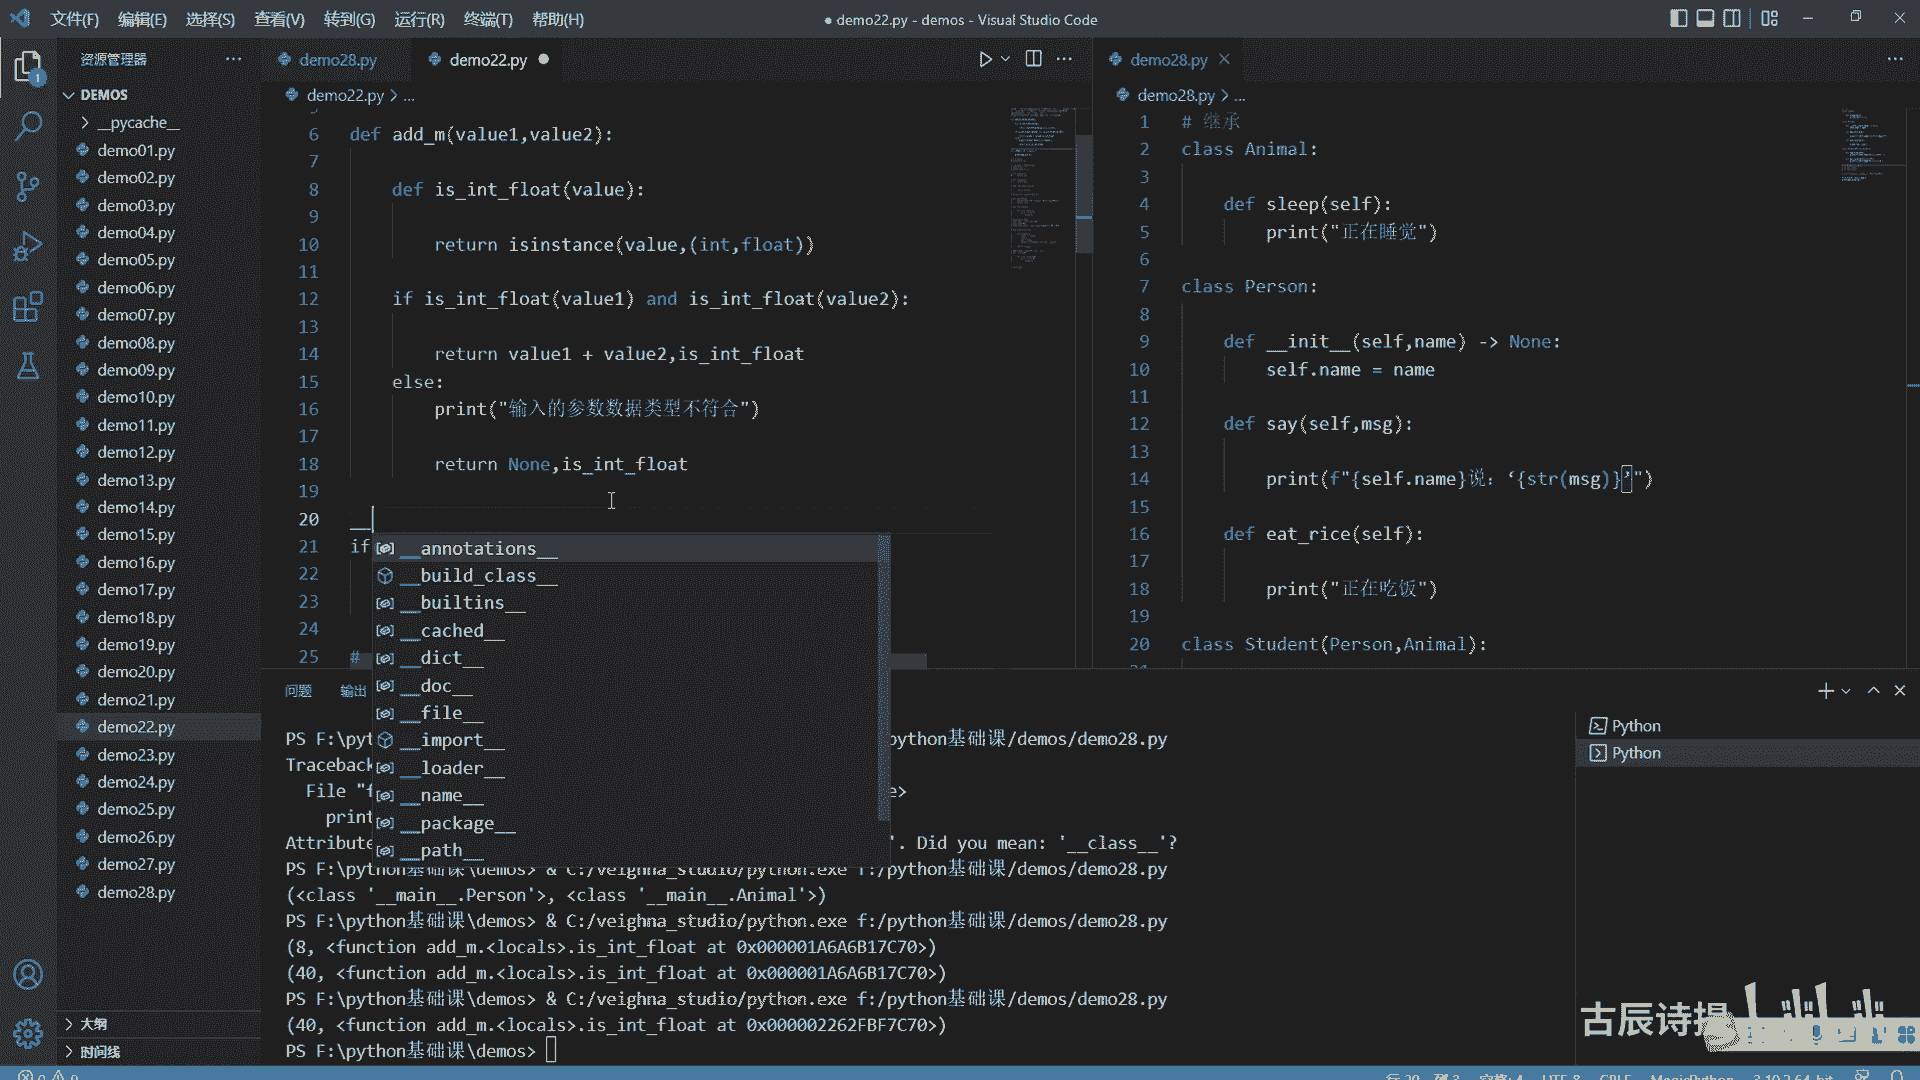 文件(F) 编辑(E) 选择(S) 查看(V) 转到(G) 运行(R) 终端(T) 帮助(H)
● demo22.py - demos - Visual Studio Code
资源管理器
DEMOS
__pycache__
demo01.py
demo02.py
demo03.py
demo04.py
demo05.py
demo06.py
demo07.py
demo08.py
demo09.py
demo10.py
demo11.py
demo12.py
demo13.py
demo14.py
demo15.py
demo16.py
demo17.py
demo18.py
demo19.py
demo20.py
demo21.py
demo22.py
demo23.py
demo24.py
demo25.py
demo26.py
demo27.py
demo28.py
大纲
时间线
1
demo28.py demo22.py
demo22.py > ...
6 def add_m(value1,value2):
7
8 def is_int_float(value):
9
10 return isinstance(value,(int,float))
11
12 if is_int_float(value1) and is_int_float(value2):
13
14 return value1 + value2,is_int_float
15 else:
16 print("输入的参数数据类型不符合")
17
18 return None,is_int_float
19
20 __
21 if
22
23
24
25 #
__annotations__
__build_class__
__builtins__
__cached__
__dict__
__doc__
__file__
__import__
__loader__
__name__
__package__
__path__
demo28.py
demo28.py > ...
1 # 继承
2 class Animal:
3
4 def sleep(self):
5 print("正在睡觉")
6
7 class Person:
8
9 def __init__(self,name) -> None:
10 self.name = name
11
12 def say(self,msg):
13
14 print(f"{self.name}说：‘{str(msg)}’")
15
16 def eat_rice(self):
17
18 print("正在吃饭")
19
20 class Student(Person,Animal):
问题 输出
PS F:\pyt python基础课/demos/demo28.py
Traceback
File "f e>
print
Attribute '. Did you mean: '__class__'?
PS F:\python基础课\demos> & C:/veighna_studio/python.exe f:/python基础课/demos/demo28.py
(<class '__main__.Person'>, <class '__main__.Animal'>)
PS F:\python基础课\demos> & C:/veighna_studio/python.exe f:/python基础课/demos/demo28.py
(8, <function add_m.<locals>.is_int_float at 0x000001A6A6B17C70>)
(40, <function add_m.<locals>.is_int_float at 0x000001A6A6B17C70>)
PS F:\python基础课\demos> & C:/veighna_studio/python.exe f:/python基础课/demos/demo28.py
(40, <function add_m.<locals>.is_int_float at 0x000002262FBF7C70>)
PS F:\python基础课\demos>
Python
Python
古辰诗提